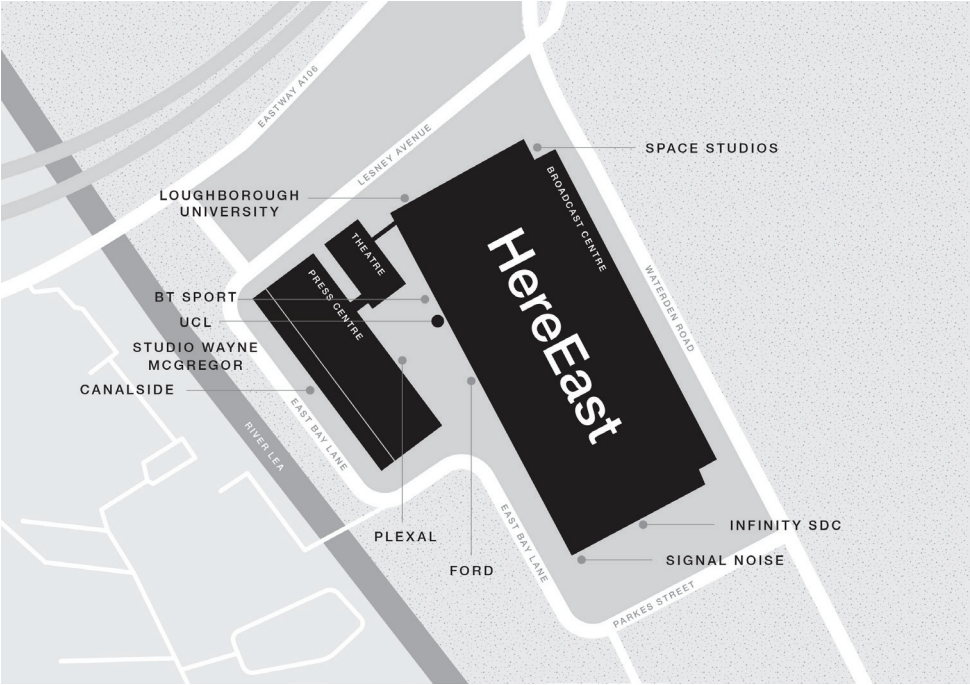 EASTWAY A106
LESNEY AVENUE
SPACE STUDIOS
BROADCAST CENTRE
LOUGHBOROUGH
UNIVERSITY
THEATRE
HereEast
PRESS CENTRE
WATERDEN ROAD
BT SPORT
UCL
STUDIO WAYNE
MCGREGOR
CANALSIDE
EAST BAY LANE
RIVER LEA
PLEXAL
FORD
EAST BAY LANE
INFINITY SDC
SIGNAL NOISE
PARKES STREET